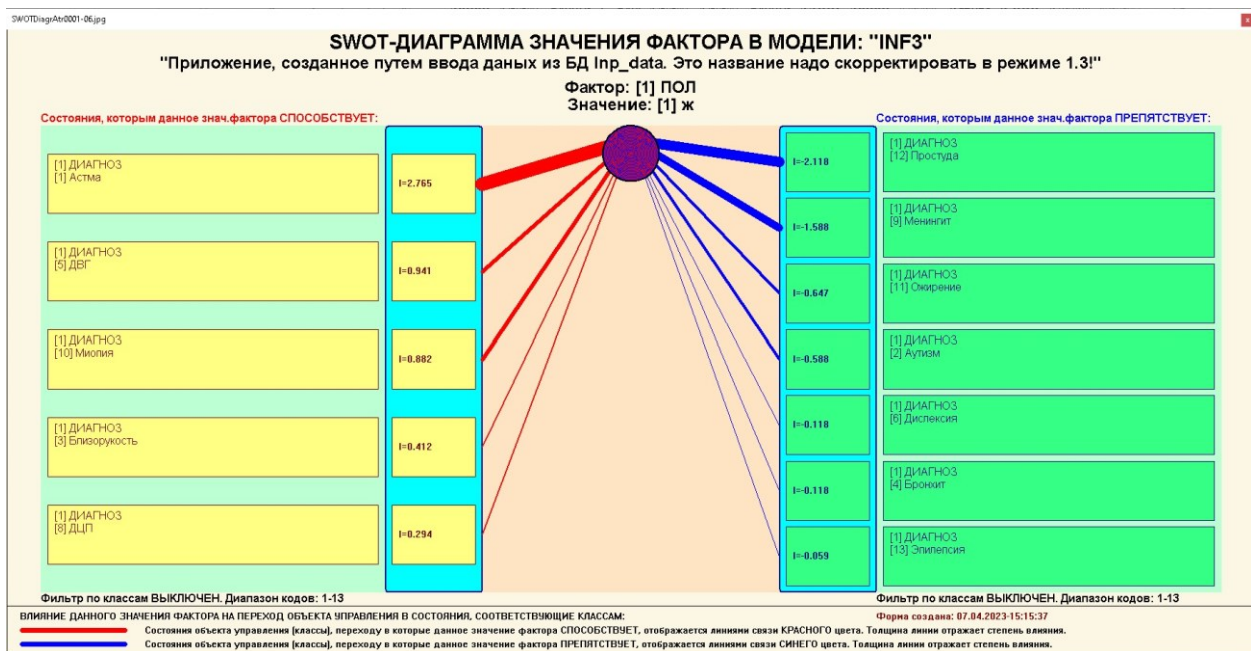 SWOTDiagrAtr0001-06.jpg
SWOT-ДИАГРАММА ЗНАЧЕНИЯ ФАКТОРА В МОДЕЛИ: "INF3"
"Приложение, созданное путем ввода даных из БД Inp_data. Это название надо скорректировать в режиме 1.3!"
Фактор: [1] ПОЛ
Значение: [1] ж
Состояния, которым данное знач.фактора СПОСОБСТВУЕТ:
[1] ДИАГНОЗ
[1] Астма
I=2.765
[1] ДИАГНОЗ
[5] ДВГ
I=0.941
[1] ДИАГНОЗ
[10] Миопия
I=0.882
[1] ДИАГНОЗ
[3] Близорукость
I=0.412
[1] ДИАГНОЗ
[8] ДЦП
I=0.294
Фильтр по классам ВЫКЛЮЧЕН. Диапазон кодов: 1-13
Состояния, которым данное знач.фактора ПРЕПЯТСТВУЕТ:
I=-2.118
[1] ДИАГНОЗ
[12] Простуда
I=-1.588
[1] ДИАГНОЗ
[9] Менингит
I=-0.647
[1] ДИАГНОЗ
[11] Ожирение
I=-0.588
[1] ДИАГНОЗ
[2] Аутизм
I=-0.118
[1] ДИАГНОЗ
[6] Дислексия
I=-0.118
[1] ДИАГНОЗ
[4] Бронхит
I=-0.059
[1] ДИАГНОЗ
[13] Эпилепсия
Фильтр по классам ВЫКЛЮЧЕН. Диапазон кодов: 1-13
ВЛИЯНИЕ ДАННОГО ЗНАЧЕНИЯ ФАКТОРА НА ПЕРЕХОД ОБЪЕКТА УПРАВЛЕНИЯ В СОСТОЯНИЯ, СООТВЕТСТВУЮЩИЕ КЛАССАМ:
Форма создана: 07.04.2023-15:15:37
Состояния объекта управления [классы], переходу в которые данное значение фактора СПОСОБСТВУЕТ, отображается линиями связи КРАСНОГО цвета. Толщина линии отражает степень влияния.
Состояния объекта управления [классы], переходу в которые данное значение фактора ПРЕПЯТСТВУЕТ, отображается линиями связи СИНЕГО цвета. Толщина линии отражает степень влияния.